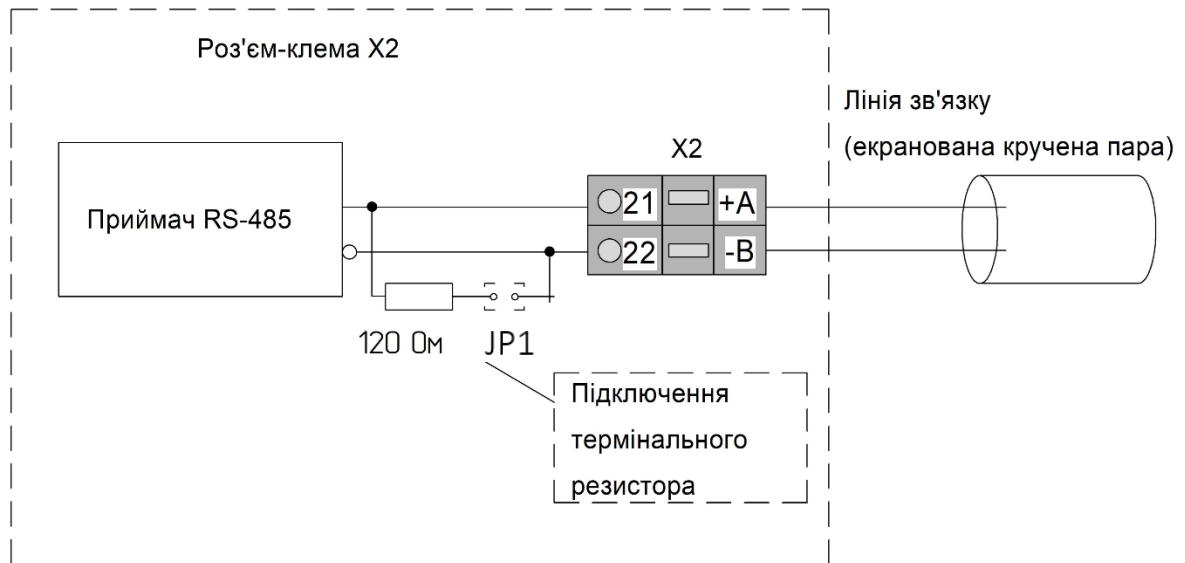 Роз'єм-клема X2
Лінія зв'язку
(екранована кручена пара)
X2
Приймач RS-485
21
+A
22
-B
120 Ом
JP1
Підключення
термінального
резистора